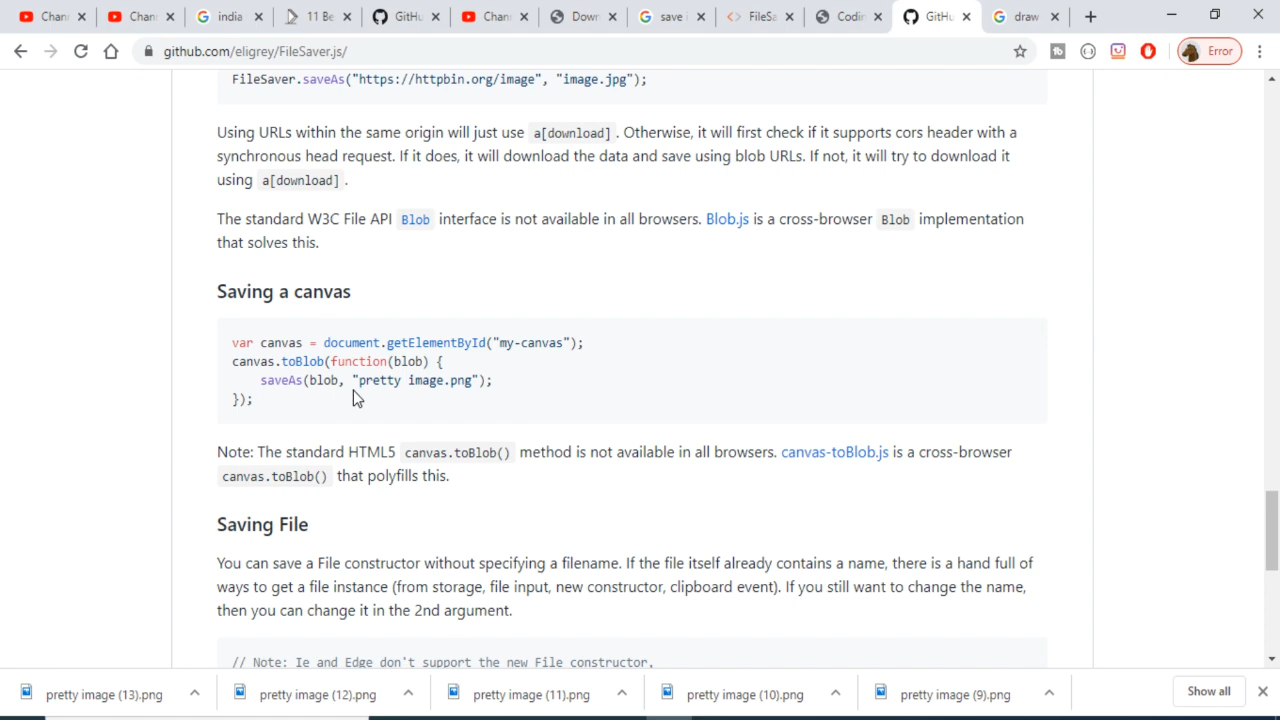 Chann
Chann
india
11 Be
GitHu
Chann
Down
save i
FileSa
Codin
GitHu
draw
github.com/eligrey/FileSaver.js/
Error
FileSaver.saveAs("https://httpbin.org/image", "image.jpg");
Using URLs within the same origin will just use a[download]. Otherwise, it will first check if it supports cors header with a
synchronous head request. If it does, it will download the data and save using blob URLs. If not, it will try to download it
using a[download].
The standard W3C File API Blob interface is not available in all browsers. Blob.js is a cross-browser Blob implementation
that solves this.
Saving a canvas
var canvas = document.getElementById("my-canvas");
canvas.toBlob(function(blob) {
saveAs(blob, "pretty image.png");
});
Note: The standard HTML5 canvas.toBlob() method is not available in all browsers. canvas-toBlob.js is a cross-browser
canvas.toBlob() that polyfills this.
Saving File
You can save a File constructor without specifying a filename. If the file itself already contains a name, there is a hand full of
ways to get a file instance (from storage, file input, new constructor, clipboard event). If you still want to change the name,
then you can change it in the 2nd argument.
// Note: Ie and Edge don't support the new File constructor,
pretty image (13).png
pretty image (12).png
pretty image (11).png
pretty image (10).png
pretty image (9).png
Show all